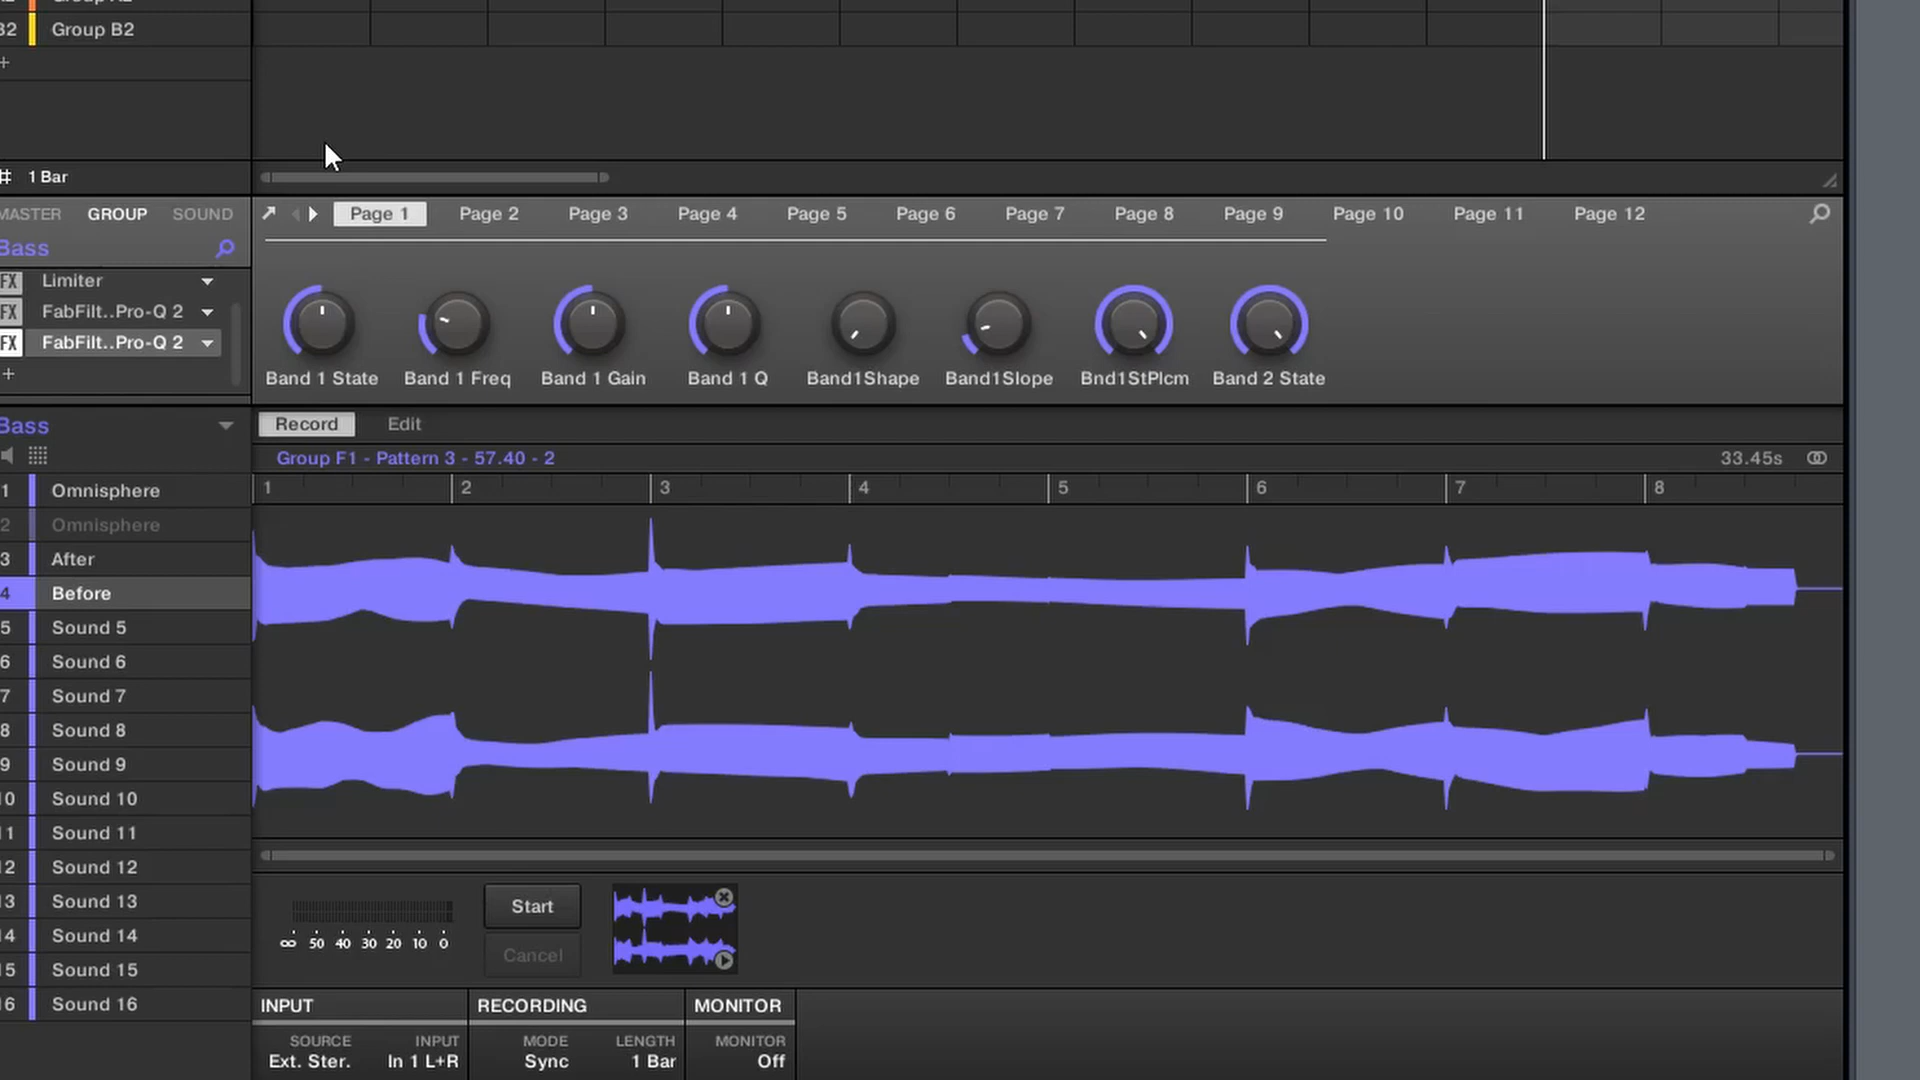 B2 Group B2
1 Bar
MASTER GROUP SOUND
Page 1 Page 2 Page 3 Page 4 Page 5 Page 6 Page 7 Page 8 Page 9 Page 10 Page 11 Page 12
Bass
FX Limiter
FX FabFilt..Pro-Q 2
FX FabFilt..Pro-Q 2
+
Band 1 State Band 1 Freq Band 1 Gain Band 1 Q Band1Shape Band1Slope Bnd1StPlcm Band 2 State
Bass
Record Edit
Group F1 - Pattern 3 - 57.40 - 2 33.45s
1 2 3 4 5 6 7 8
1 Omnisphere
2 Omnisphere
3 After
4 Before
5 Sound 5
6 Sound 6
7 Sound 7
8 Sound 8
9 Sound 9
10 Sound 10
11 Sound 11
12 Sound 12
13 Sound 13
14 Sound 14
15 Sound 15
16 Sound 16
Start
∞ 50 40 30 20 10 0
Cancel
INPUT RECORDING MONITOR
SOURCE INPUT MODE LENGTH MONITOR
Ext. Ster. In 1 L+R Sync 1 Bar Off